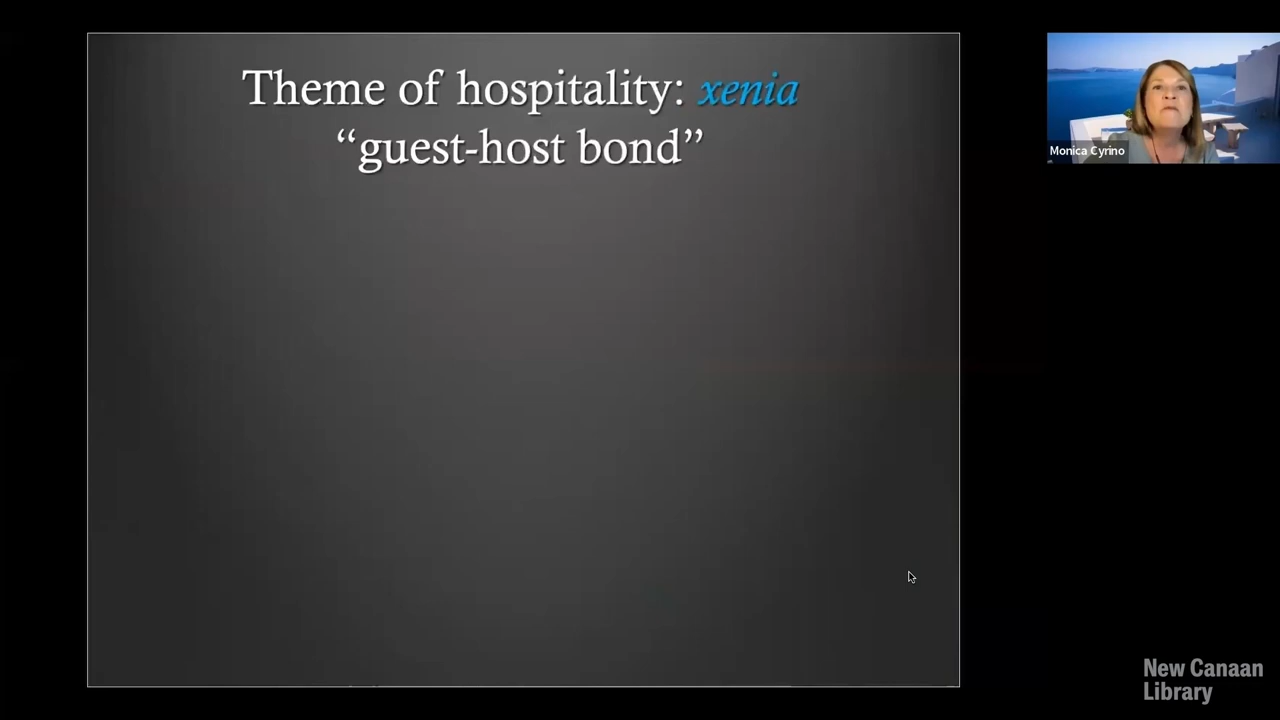 Theme of hospitality: xenia
“guest-host bond”
Monica Cyrino
New Canaan
Library